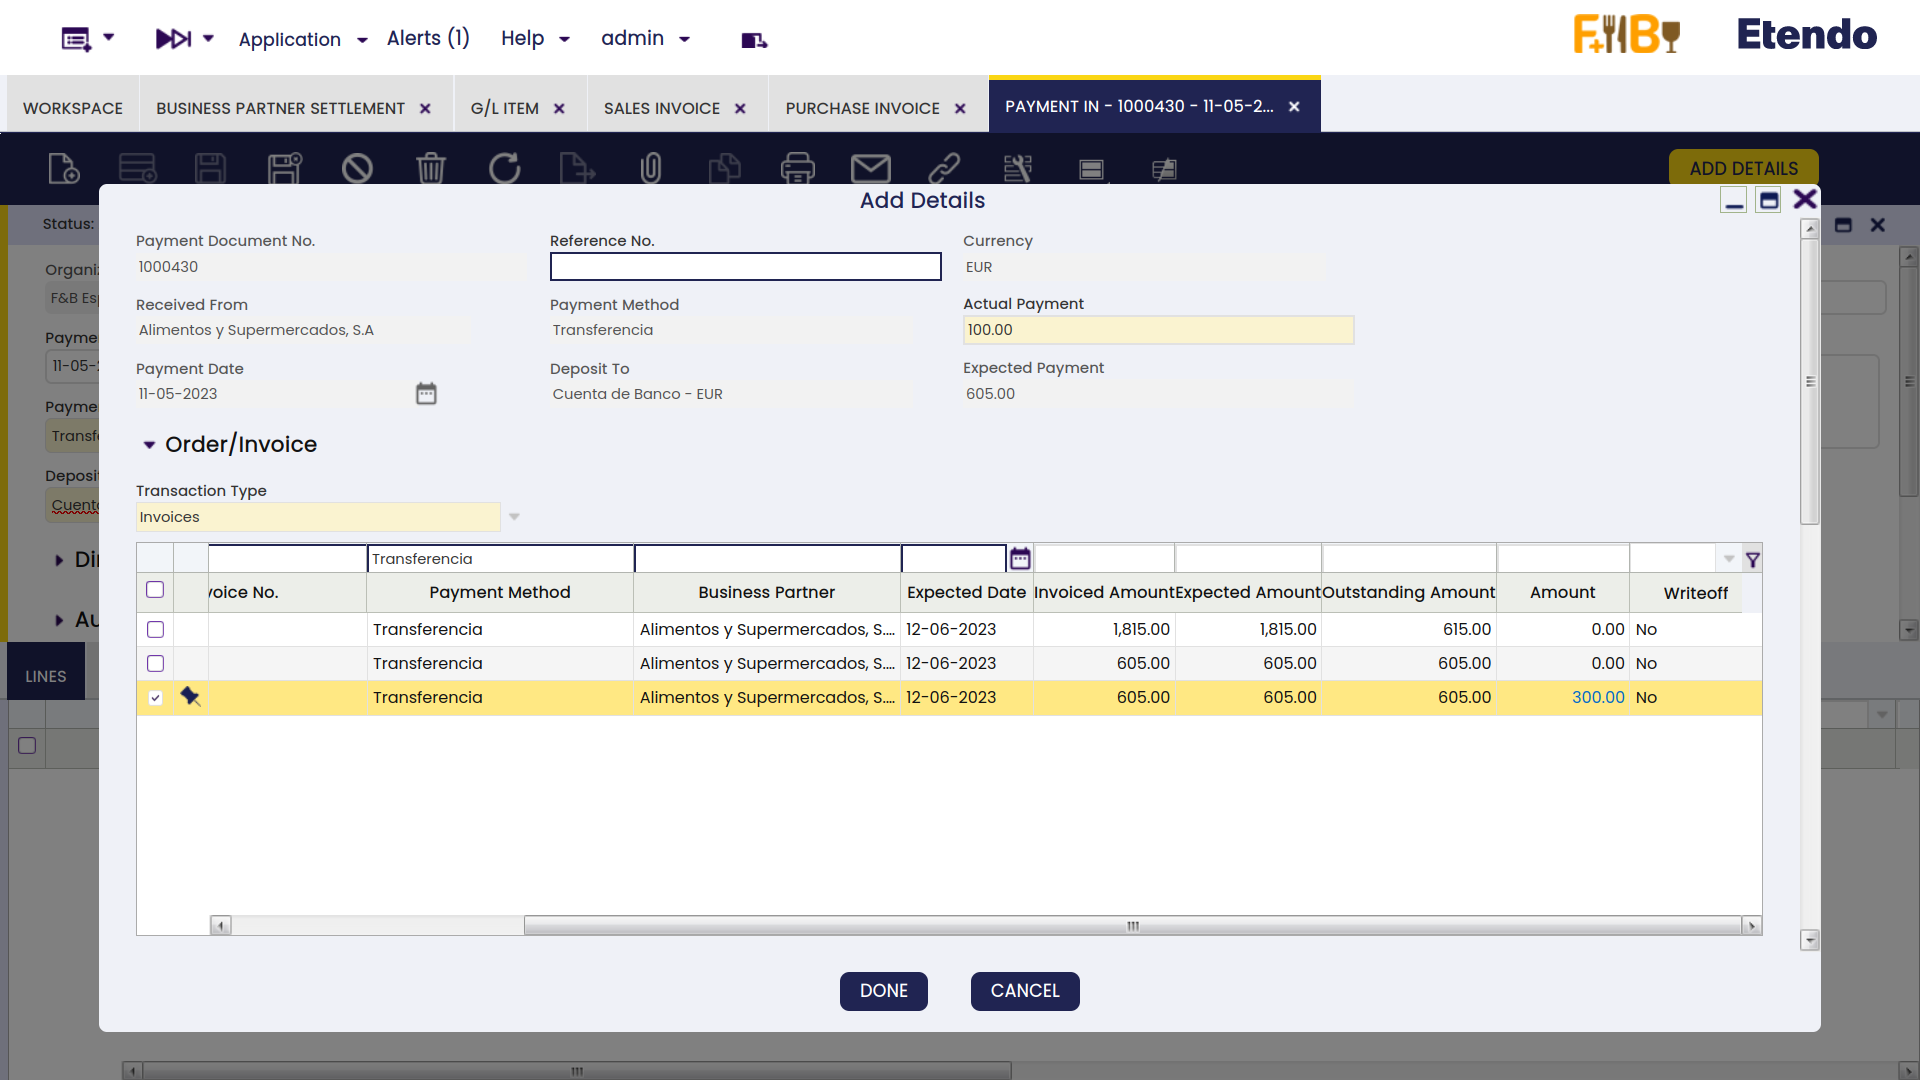 Application
Alerts (1)
Help
admin
F+B
Etendo
WORKSPACE
BUSINESS PARTNER SETTLEMENT
G/L ITEM
SALES INVOICE
PURCHASE INVOICE
PAYMENT IN - 1000430 - 11-05-2...
ADD DETAILS
Add Details
Status:
Organiz
F&B Esp
Payme
11-05-2
Payme
Transfe
Deposit
Cuenta
Di
Au
LINES
Payment Document No.
1000430
Reference No.
Currency
EUR
Received From
Alimentos y Supermercados, S.A
Payment Method
Transferencia
Actual Payment
100.00
Payment Date
11-05-2023
Deposit To
Cuenta de Banco - EUR
Expected Payment
605.00
Order/Invoice
Transaction Type
Invoices
Transferencia
voice No. Payment Method Business Partner Expected Date Invoiced Amount Expected Amount Outstanding Amount Amount Writeoff
Transferencia Alimentos y Supermercados, S.... 12-06-2023 1,815.00 1,815.00 615.00 0.00 No
Transferencia Alimentos y Supermercados, S.... 12-06-2023 605.00 605.00 605.00 0.00 No
Transferencia Alimentos y Supermercados, S.... 12-06-2023 605.00 605.00 605.00 300.00 No
DONE
CANCEL